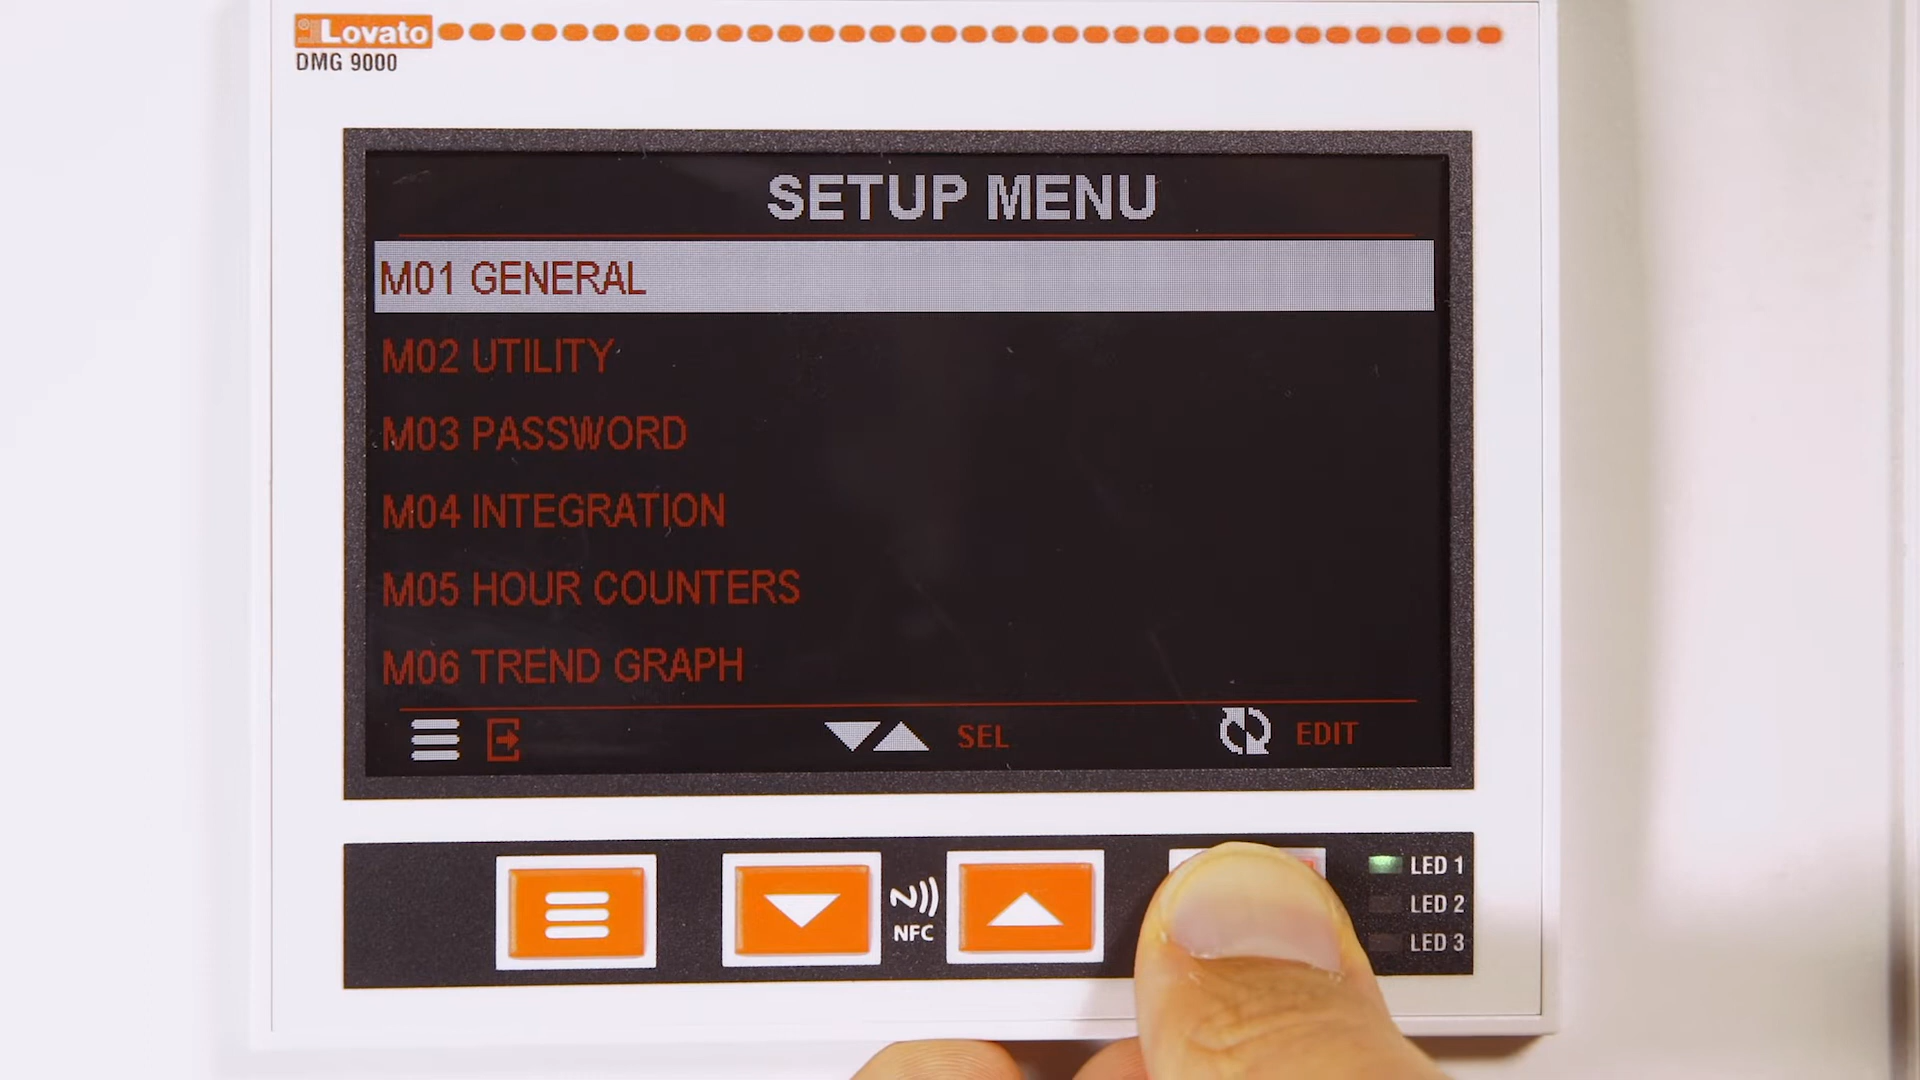 Lovato
DMG 9000
SETUP MENU
M01 GENERAL
M02 UTILITY
M03 PASSWORD
M04 INTEGRATION
M05 HOUR COUNTERS
M06 TREND GRAPH
SEL
EDIT
NFC
LED 1
LED 2
LED 3